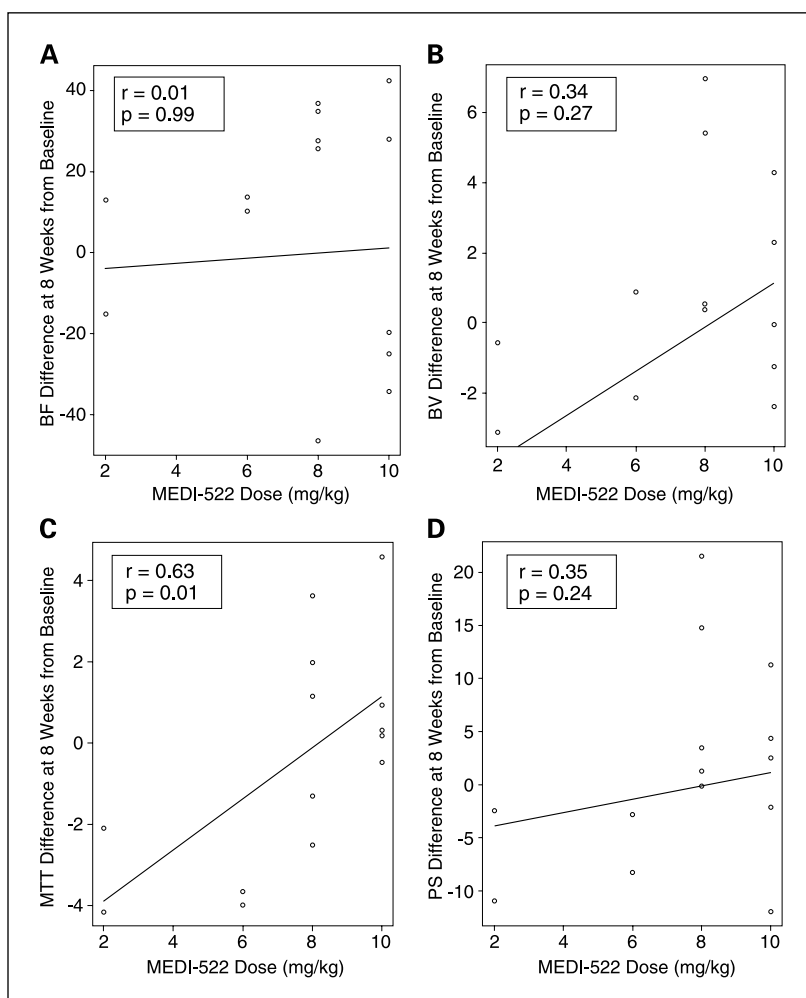 A
r = 0.01
p = 0.99
BF Difference at 8 Weeks from Baseline
40
20
0
-20
-40
2 4 6 8 10
MEDI-522 Dose (mg/kg)
B
r = 0.34
p = 0.27
BV Difference at 8 Weeks from Baseline
6
4
2
0
-2
2 4 6 8 10
MEDI-522 Dose (mg/kg)
C
r = 0.63
p = 0.01
MTT Difference at 8 Weeks from Baseline
4
2
0
-2
-4
2 4 6 8 10
MEDI-522 Dose (mg/kg)
D
r = 0.35
p = 0.24
PS Difference at 8 Weeks from Baseline
20
15
10
5
0
-5
-10
2 4 6 8 10
MEDI-522 Dose (mg/kg)